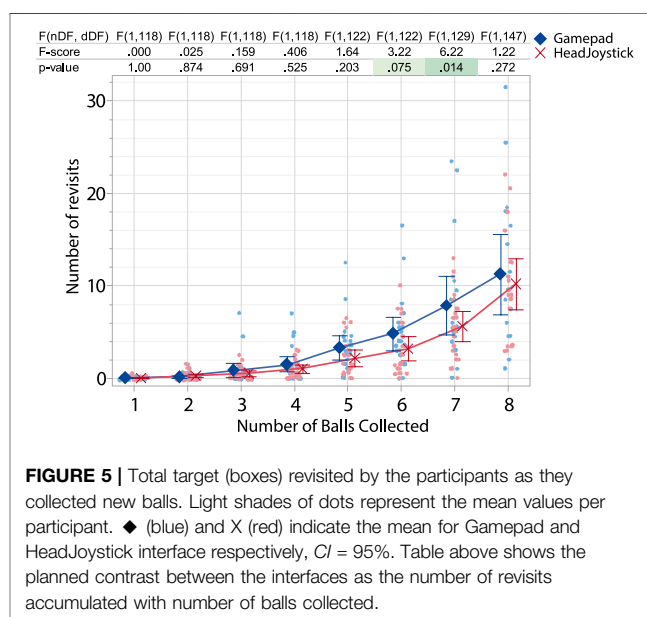 F(nDF, dDF) F(1,118) F(1,118) F(1,118) F(1,118) F(1,122) F(1,122) F(1,129) F(1,147)
F-score .000 .025 .159 .406 1.64 3.22 6.22 1.22
p-value 1.00 .874 .691 .525 .203 .075 .014 .272
Gamepad
HeadJoystick
Number of revisits
30
20
10
0
1 2 3 4 5 6 7 8
Number of Balls Collected
FIGURE 5 | Total target (boxes) revisited by the participants as they
collected new balls. Light shades of dots represent the mean values per
participant. ◆ (blue) and X (red) indicate the mean for Gamepad and
HeadJoystick interface respectively, CI = 95%. Table above shows the
planned contrast between the interfaces as the number of revisits
accumulated with number of balls collected.